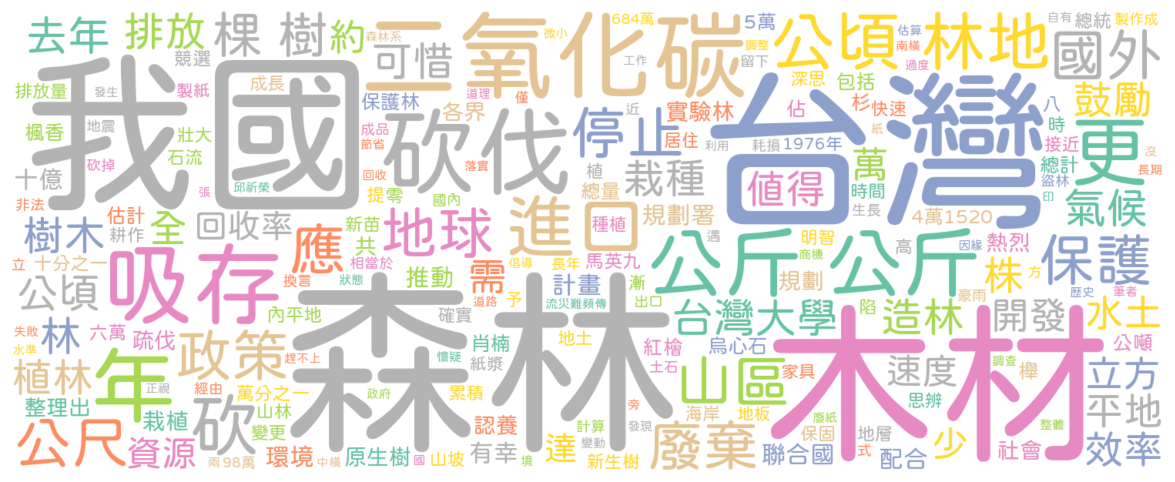 去年 排放 棵 樹 約 二氧化碳 684萬 微小 5萬 公頃 林地 估算 自有 總統 製作成
競選 森林系 可惜 調整 留下 南橫 過度 國外
我國 成長 台灣 工作 深思 包括
排放量 發生 製紙 保護林 道理 僅 各界 近 實驗林 佔 杉 快速 八 鼓勵
楓香 地震 壯大 成品 節省 砍伐 停止 居住 利用 耗損 1976年 時 接近 更
砍掉 石流 回收 落實 紙 萬 總計 沒 長期
十億 張 邱祈榮 提 零 國內 植 栽種 總量 值得 時間 盜林 印
非法 估計 回收率 新苗 進口 種植 規劃署 生長 4萬1520 氣候
樹木 耕作 全 應 共 地球 遇 明智 高 因緣 熱烈
立 十分之一 吸存 換言 相當於 倡導 長年 馬英九 公斤 公斤 商機 株 方 保護
公頃 狀態 推動 需 計畫 漸 規劃 陷 豪雨 歷史 筆者
道路 予 流災難頻傳 出口
林 六萬 疏伐 內平地 確實 台灣大學 造林 開發 水土
失敗 水準 政策 趕不上 肖楠 地土 紅檜 烏心石 公噸
植林 正視 年 經由 萬分之一 懷疑 紙漿 森林 土石 山區 家具 木材 速度 調查 櫸 立方
整理出 栽植 山林 砍 政府 累積 旁 海岸 地板 廢紙 思辨 整體 平地
公尺 變更 認養 計算 發現 廢棄 保固 地層 少 社會
資源 兩 98萬 環境 中橫 原生樹 山坡 國 有幸 境 達 變動 新生樹 聯合國 式 配合 效率